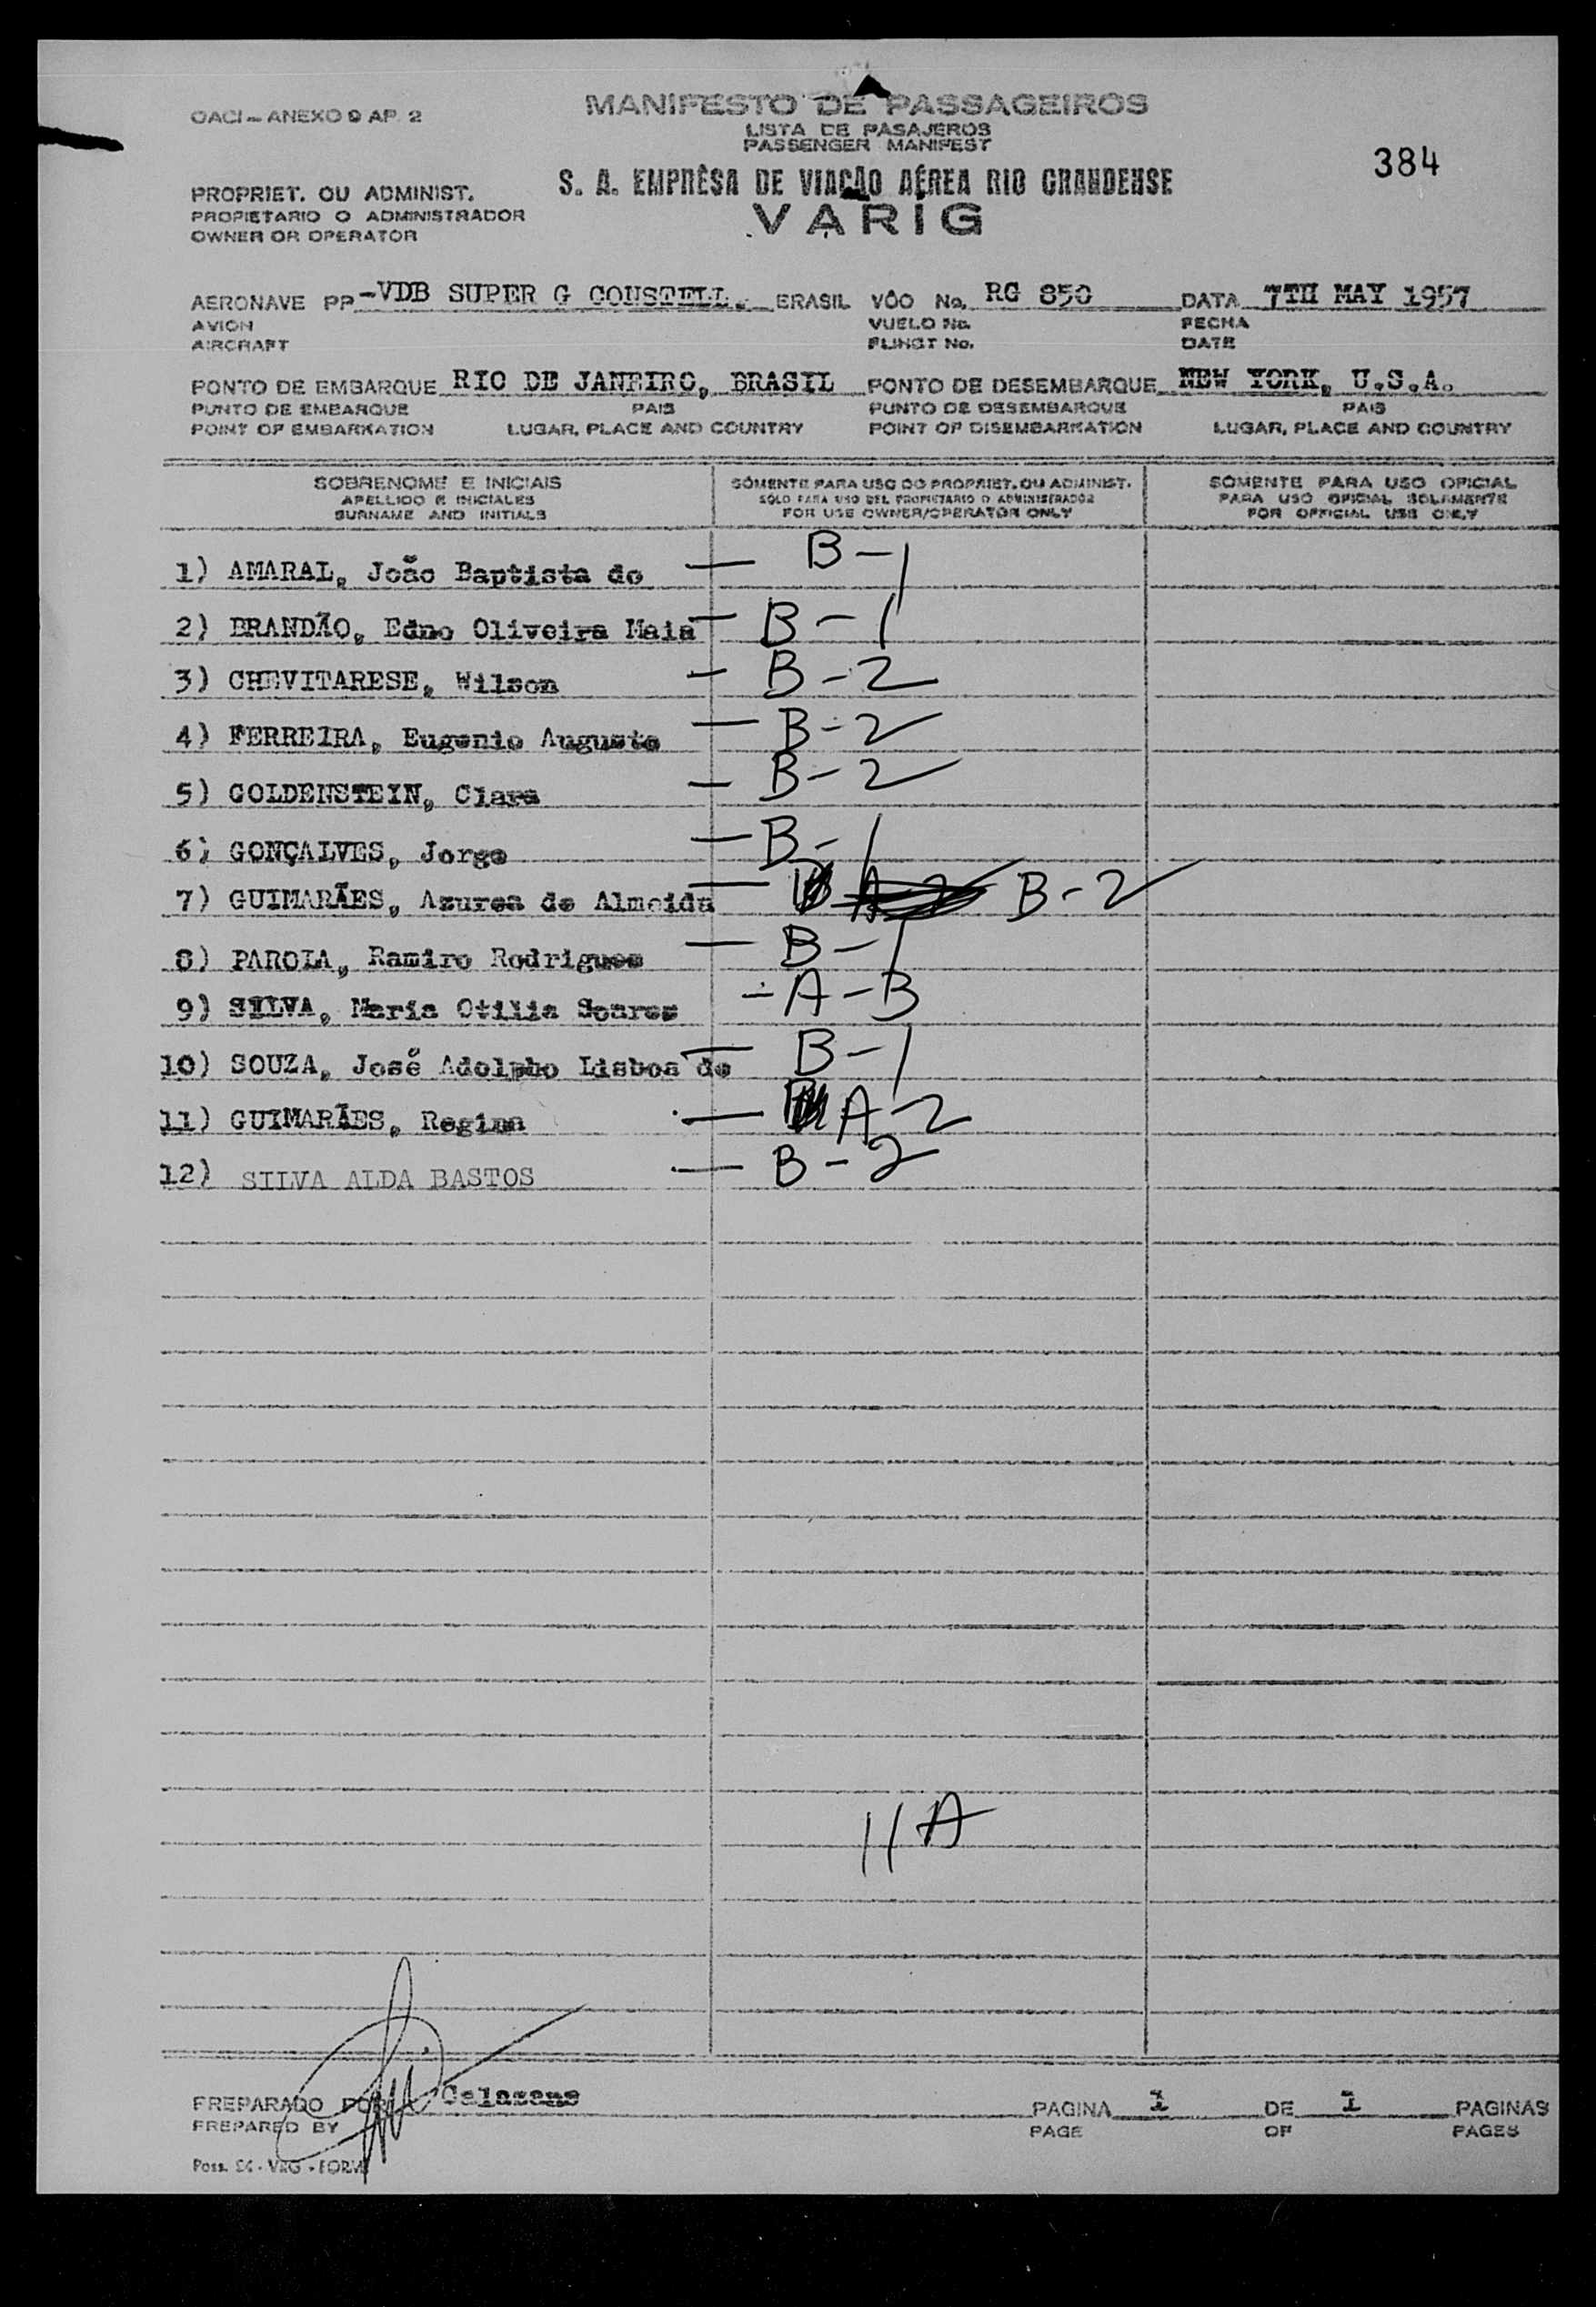 OACI - ANEXO 9 AP. 2
MANIFESTO DE PASSAGEIROS
LISTA DE PASAJEROS
PASSENGER MANIFEST
384
PROPRIET. OU ADMINIST.
PROPIETARIO O ADMINISTRADOR
OWNER OR OPERATOR
S. A. EMPRÊSA DE VIAÇÃO AÉREA RIO GRANDENSE
VARIG
AERONAVE PP -VDB SUPER G CONSTELL. BRASIL VÔO No. RG 850 DATA 7TH MAY 1957
AVION VUELO No. FECHA
AIRCRAFT FLIHGT No. DATE
PONTO DE EMBARQUE RIO DE JANEIRO, BRASIL PONTO DE DESEMBARQUE NEW YORK, U.S.A.
PUNTO DE EMBARQUE PAIS PUNTO DE DESEMBARQUE PAIS
POINT OF EMBARKATION LUGAR, PLACE AND COUNTRY POINT OF DISEMBARKATION LUGAR, PLACE AND COUNTRY
SOBRENOME E INICIAIS SÓMENTE PARA USO DO PROPRIET. OU ADMINIST. SOMENTE PARA USO OFICIAL
APELLIDO E INICIALES SÓLO PARA USO DEL PROPIETARIO O ADMINISTRADOR PARA USO OFICIAL SOLAMENTE
SURNAME AND INITIALS FOR USE OWNER/OPERATOR ONLY FOR OFFICIAL USE ONLY
1) AMARAL, João Baptista do — B-1
2) BRANDÃO, Edno Oliveira Maia — B-1
3) CHEVITARESE, Wilson — B-2
4) FERREIRA, Eugenio Augusto — B-2
5) GOLDENSTEIN, Clara — B-2
6) GONÇALVES, Jorge — B-1
7) GUIMARÃES, Azurea de Almeida — B-2
8) PAROLA, Ramiro Rodrigues — B-1
9) SILVA, Maria Otilia Soares - A-B
10) SOUZA, José Adolpho Lisboa de — B-1
11) GUIMARÃES, Regina — A-2
12) SILVA ALDA BASTOS — B-2
11A
PREPARADO POR Calazans PAGINA 1 DE 1 PAGINAS
PREPARED BY PAGE OF PAGES